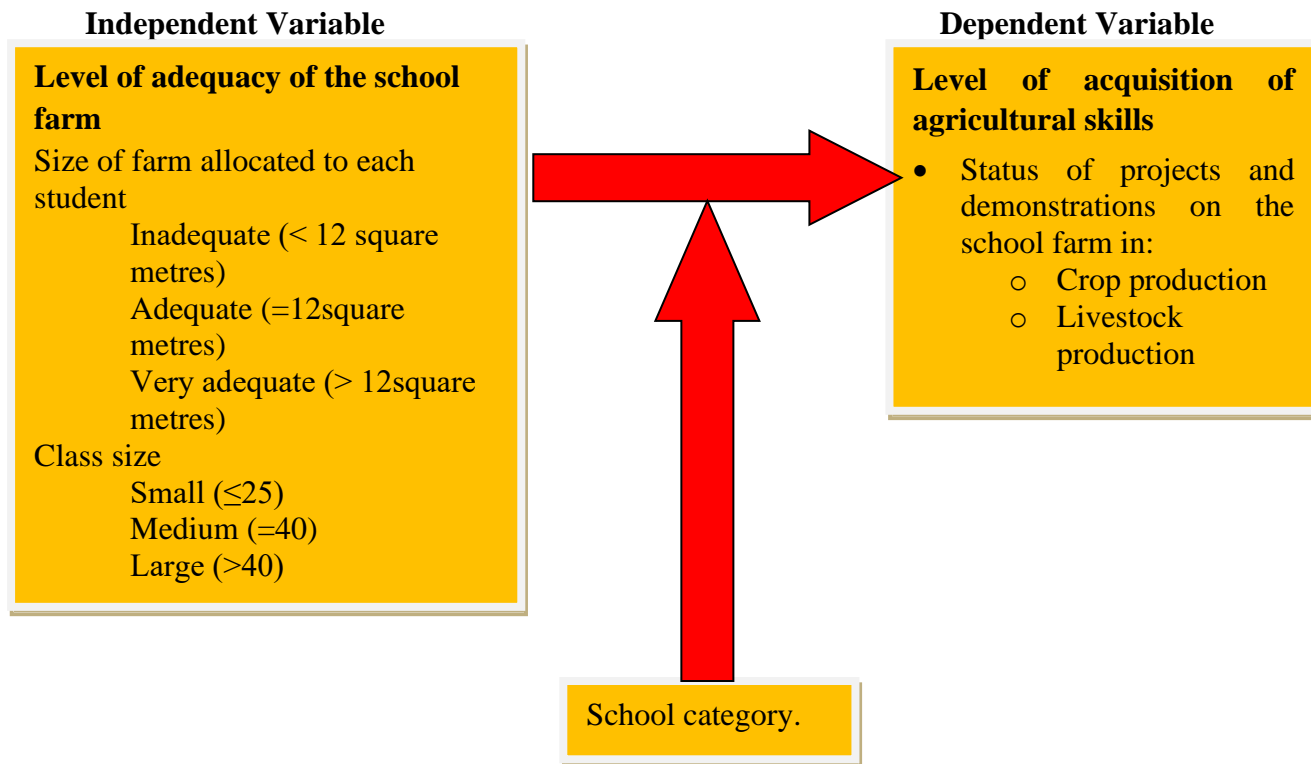 Independent Variable
Level of adequacy of the school
farm
Size of farm allocated to each
student
Inadequate (< 12 square
metres)
Adequate (=12square
metres)
Very adequate (> 12square
metres)
Class size
Small (≤25)
Medium (=40)
Large (>40)
Dependent Variable
Level of acquisition of
agricultural skills
• Status of projects and
demonstrations on the
school farm in:
o Crop production
o Livestock
production
School category.